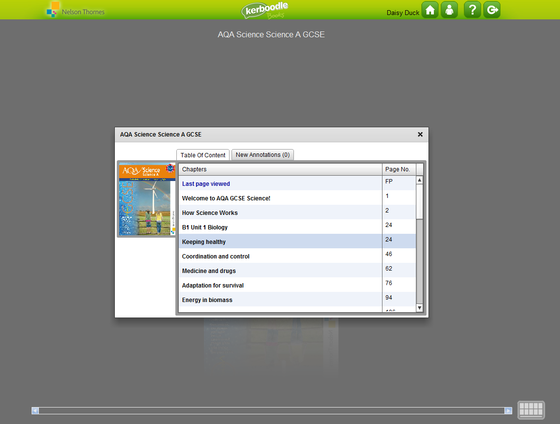 Nelson Thornes
kerboodle
Daisy Duck
?
AQA Science Science A GCSE
AQA Science Science A GCSE
Table Of Content
New Annotations (0)
AQA Science
Science A
Chapters Page No.
Last page viewed FP
Welcome to AQA GCSE Science! 1
How Science Works 2
B1 Unit 1 Biology 24
Keeping healthy 24
Coordination and control 46
Medicine and drugs 62
Adaptation for survival 76
Energy in biomass 94